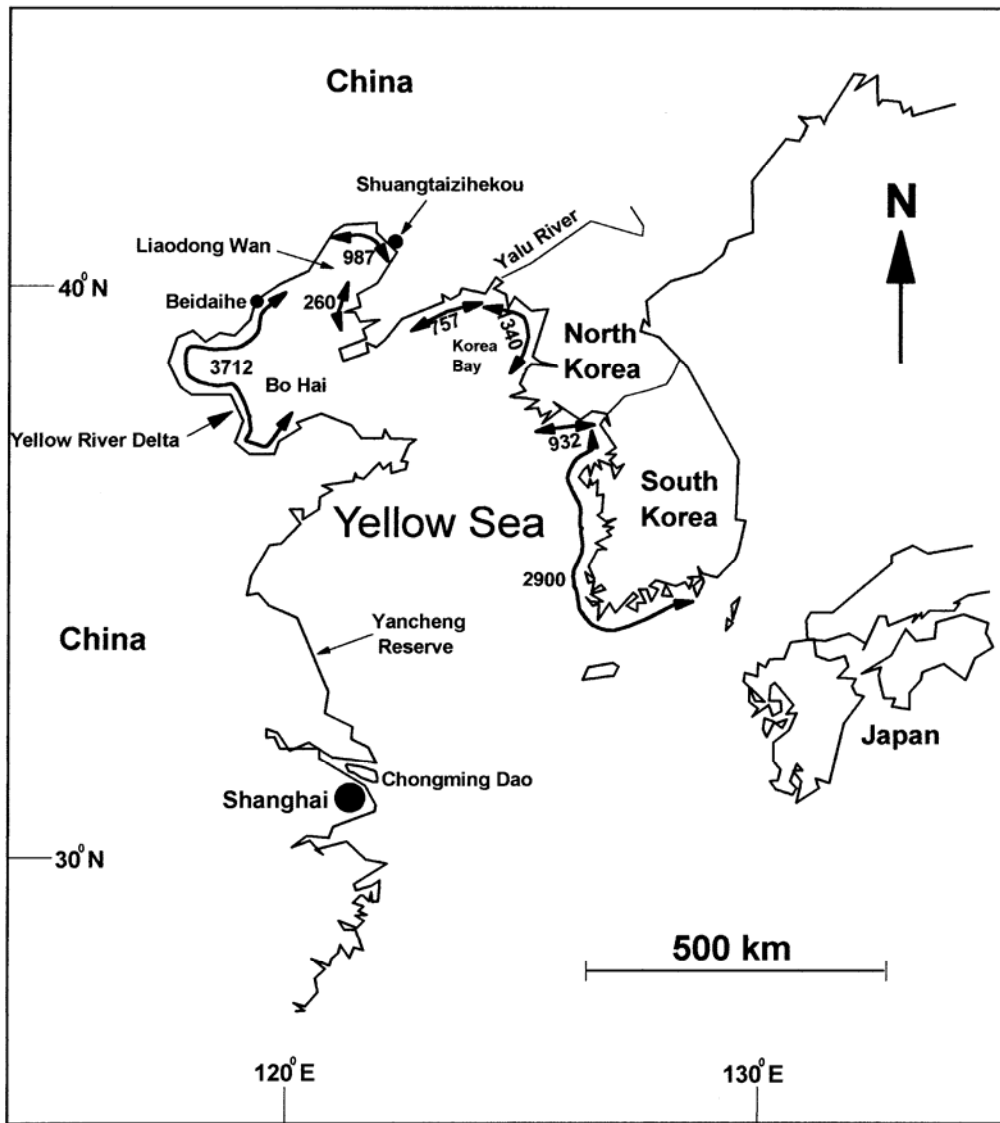 China
Shuangtaizihekou
Liaodong Wan
987
Yalu River
N
40°N
Beidaihe
260
757
340
Korea
Bay
North
Korea
3712
Bo Hai
Yellow River Delta
932
South
Korea
Yellow Sea
2900
China
Yancheng
Reserve
Japan
Chongming Dao
Shanghai
30°N
500 km
120°E
130°E